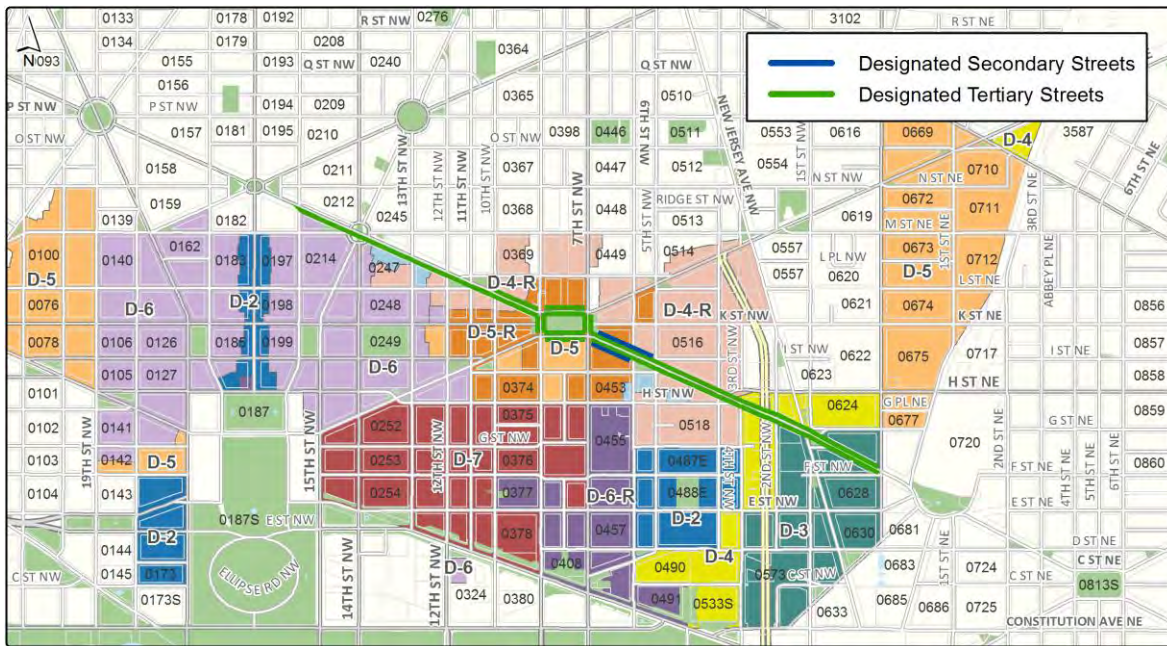 0133 0178 0192 R ST NW 0276 3102 R ST NE
0134 0179 0208 0364
N 093 0155 0193 Q ST NW 0240 Q ST NW
Designated Secondary Streets
Designated Tertiary Streets
0156 0365 0510
P ST NW P ST NW 0194 0209 6TH ST NW NEW JERSEY AVE NW
O ST NW 0157 0181 0195 0210 13TH ST NW O ST NW 0398 0446 0511 0553 1ST ST NW 0616 0669 D-4 3587
0158 0211 12TH ST NW 11TH ST NW 10TH ST NW 0367 0447 0512 0554 N ST NW N ST NE 0710 6TH ST NE
0159 0212 0245 0368 7TH ST NW 0448 5TH ST NW RIDGE ST NW 0513 0619 0672 0711 3RD ST NE
0139 0182 M ST NW 1ST ST NE
0100 0140 0162 0183 0197 0214 0247 0369 0449 0514 0557 L PL NW 0673 0712 ABBEY PL NE
D-5 D-4-R 0557 0620 D-5 L ST NE
0076 D-6 D-2 0198 0248 D-4-R 0621 0674 0856
K ST NW K ST NE
0078 0106 0126 0185 0199 0249 D-5-R D-5 0516 3RD ST NW I ST NW 0622 0675 0717 I ST NE 0857
0101 0105 0127 D-6 0374 0453 H ST NW 0623 H ST NE 0858
0102 0141 0187 15TH ST NW 0252 0375 0455 0518 0624 G PL NE 0677 G ST NE 0859
0103 19TH ST NW 0142 D-5 0253 12TH ST NW G ST NW D-7 0376 0487E 4TH ST NW 2ND ST NW F ST NW 0720 2ND ST NE F ST NE 4TH ST NE 5TH ST NE 6TH ST NE 0860
0104 0143 0254 0377 D-6-R 0488E E ST NW 0628 E ST NE
0187S E ST NW 0378 0457 D-2 D-3 0630 0681
0144 D-2 D-4 D ST NE
C ST NW 0145 0173 ELLIPSE RD NW 14TH ST NW 12TH ST NW D-6 0408 0490 0573 C ST NW 0683 1ST ST NE 0724 C ST NE C ST NE
0173S 0324 0380 0491 0533S 0633 0685 0686 0725 0813S
CONSTITUTION AVE NE